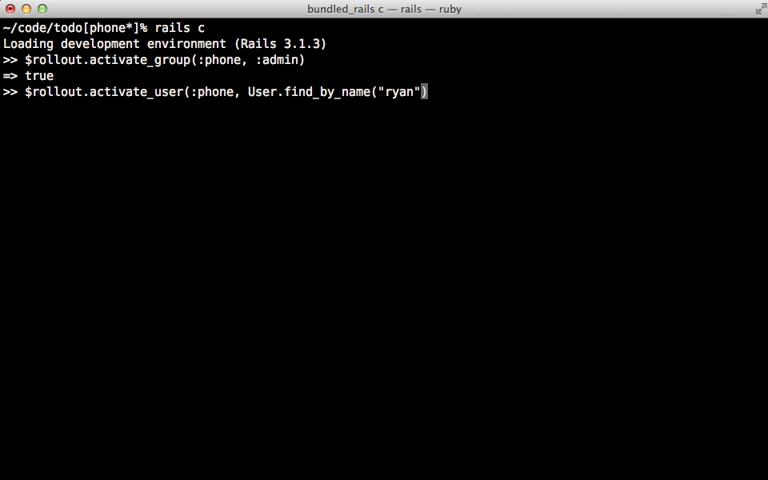 bundled_rails c — rails — ruby
~/code/todo[phone*]% rails c
Loading development environment (Rails 3.1.3)
>> $rollout.activate_group(:phone, :admin)
=> true
>> $rollout.activate_user(:phone, User.find_by_name("ryan")